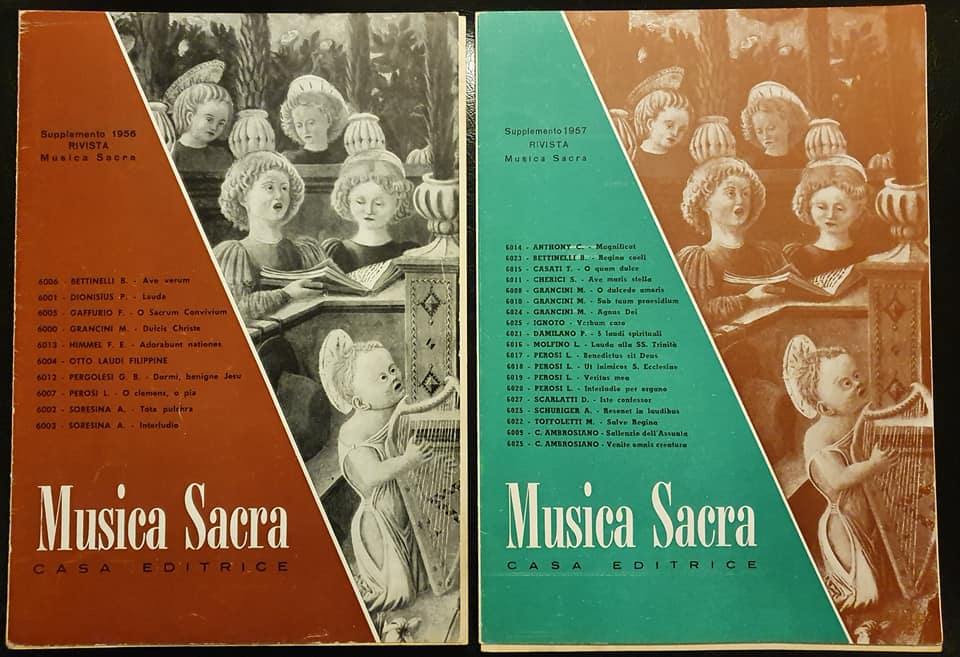 Supplemento 1956
RIVISTA
Musica Sacra
6006 - BETTINELLI B. - Ave verum
6001 - DIONISIUS P. - Lauda
6005 - GAFFURIO F. - O Sacrum Convivium
6000 - GRANCINI M. - Dulcis Christe
6013 - HIMMEL F. E. - Adorabunt nationes
6004 - OTTO LAUDI FILIPPINE
6012 - PERGOLESI G. B. - Dormi, benigne Jesu
6007 - PEROSI L. - O clemens, o pia
6002 - SORESINA A. - Tota pulchra
6003 - SORESINA A. - Interludio
Musica Sacra
CASA EDITRICE
Supplemento 1957
RIVISTA
Musica Sacra
6014 - ANTHONY C. - Magnificat
6023 - BETTINELLI B. - Regina coeli
6015 - CASATI T. - O quam dulce
6011 - CHERICI S. - Ave maris stella
6008 - GRANCINI M. - O dulcedo amoris
6010 - GRANCINI M. - Sub tuum praesidium
6024 - GRANCINI M. - Agnus Dei
6025 - IGNOTO - Verbum caro
6021 - DAMILANO P. - 5 laudi spirituali
6016 - MOLFINO L. - Lauda alla SS. Trinità
6017 - PEROSI L. - Benedictus sit Deus
6018 - PEROSI L. - Ut inimicos S. Ecclesiae
6019 - PEROSI L. - Veritas mea
6020 - PEROSI L. - Interludio per organo
6027 - SCARLATTI D. - Iste confessor
6025 - SCHUBIGER A. - Resonet in laudibus
6022 - TOFFOLETTI M. - Salve Regina
6009 - C. AMBROSIANO - Sallenzio dell'Assunta
6025 - C. AMBROSIANO - Venite omnis creatura
Musica Sacra
CASA EDITRICE